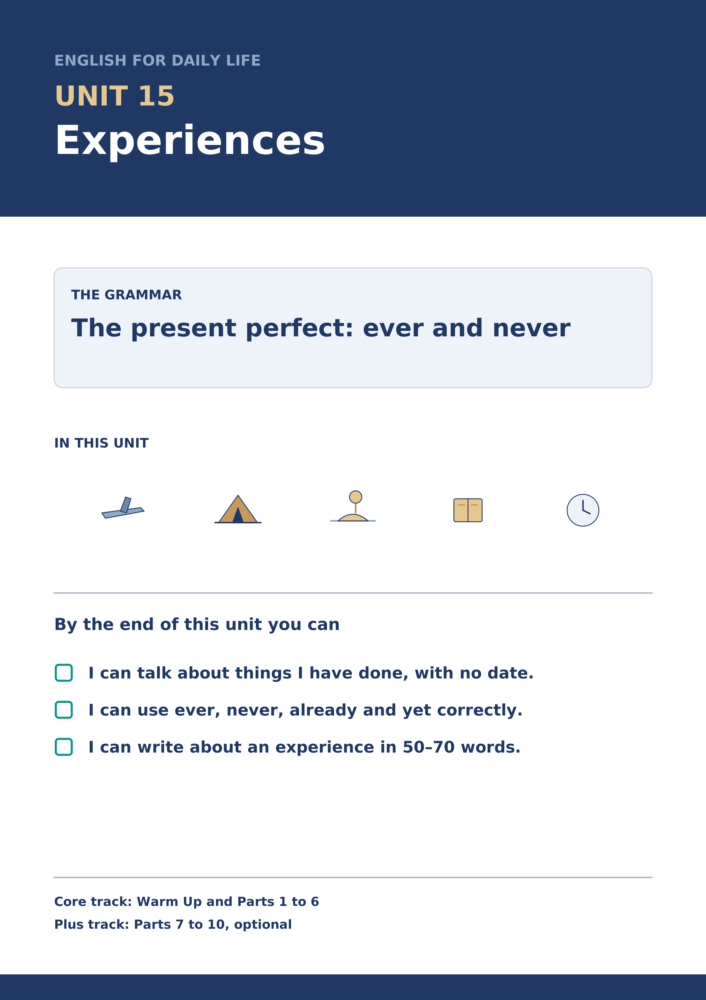 ENGLISH FOR DAILY LIFE
UNIT 15
Experiences
THE GRAMMAR
The present perfect: ever and never
IN THIS UNIT
By the end of this unit you can
I can talk about things I have done, with no date.
I can use ever, never, already and yet correctly.
I can write about an experience in 50–70 words.
Core track: Warm Up and Parts 1 to 6
Plus track: Parts 7 to 10, optional